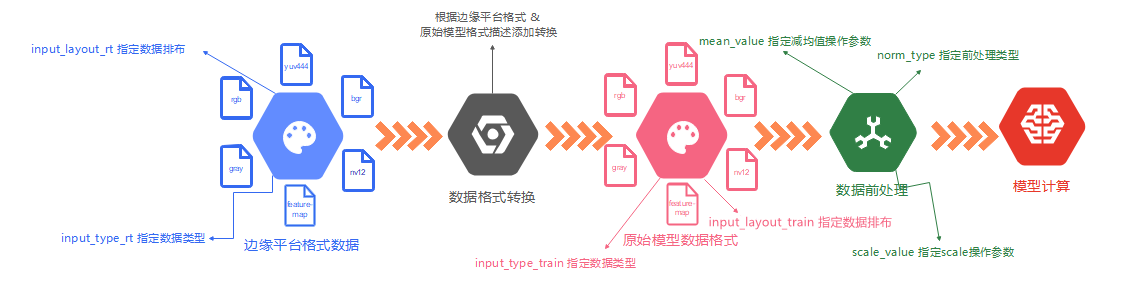 根据边缘平台格式 &
原始模型格式描述添加转换
input_layout_rt 指定数据排布
mean_value 指定减均值操作参数
norm_type 指定前处理类型
yuv444
rgb
bgr
gray
nv12
feature-
map
yuv444
rgb
bgr
gray
nv12
feature-
map
input_type_rt 指定数据类型
边缘平台格式数据
数据格式转换
input_layout_train 指定数据排布
原始模型数据格式
input_type_train 指定数据类型
数据前处理
scale_value 指定scale操作参数
模型计算